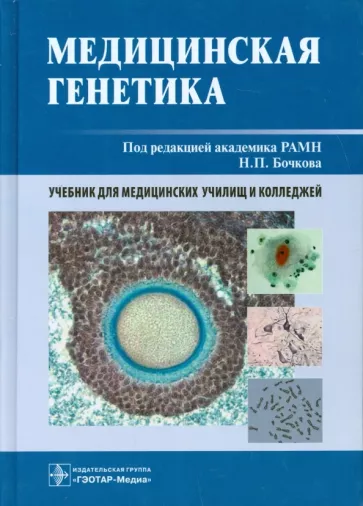 МЕДИЦИНСКАЯ
ГЕНЕТИКА
Под редакцией академика РАМН
Н.П. Бочкова
УЧЕБНИК ДЛЯ МЕДИЦИНСКИХ УЧИЛИЩ И КОЛЛЕДЖЕЙ
ИЗДАТЕЛЬСКАЯ ГРУППА
«ГЭОТАР-Медиа»